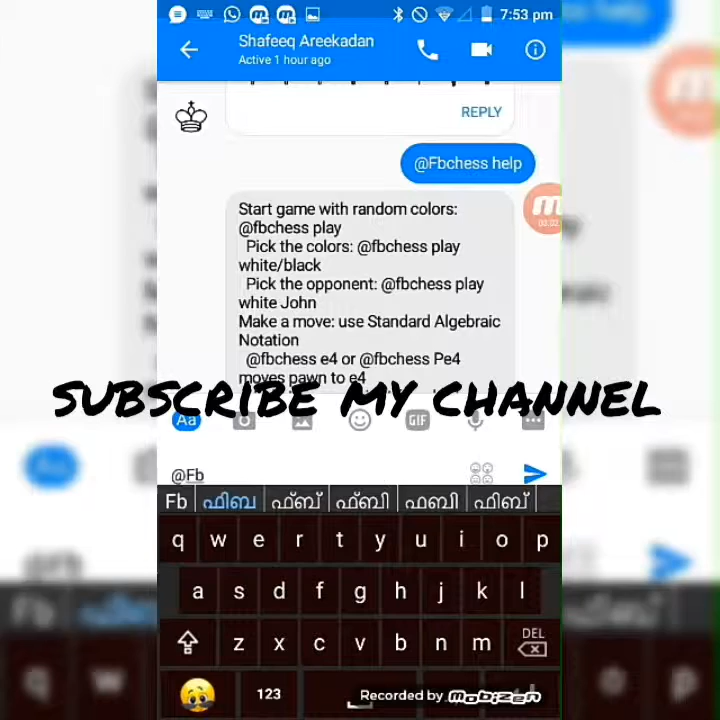 7:53 pm
Shafeeq Areekadan
Active 1 hour ago
REPLY
@Fbchess help
Start game with random colors:
@fbchess play
Pick the colors: @fbchess play
white/black
Pick the opponent: @fbchess play
white John
Make a move: use Standard Algebraic
Notation
@fbchess e4 or @fbchess Pe4
moves pawn to e4
SUBSCRIBE MY CHANNEL
Aa GIF
@Fb
Fb ഫിബ ഫ്ബ് ഫ്ബി ഫബി ഫിബ്
q w e r t y u i o p
a s d f g h j k l
z x c v b n m DEL
123 Recorded by Mobizen